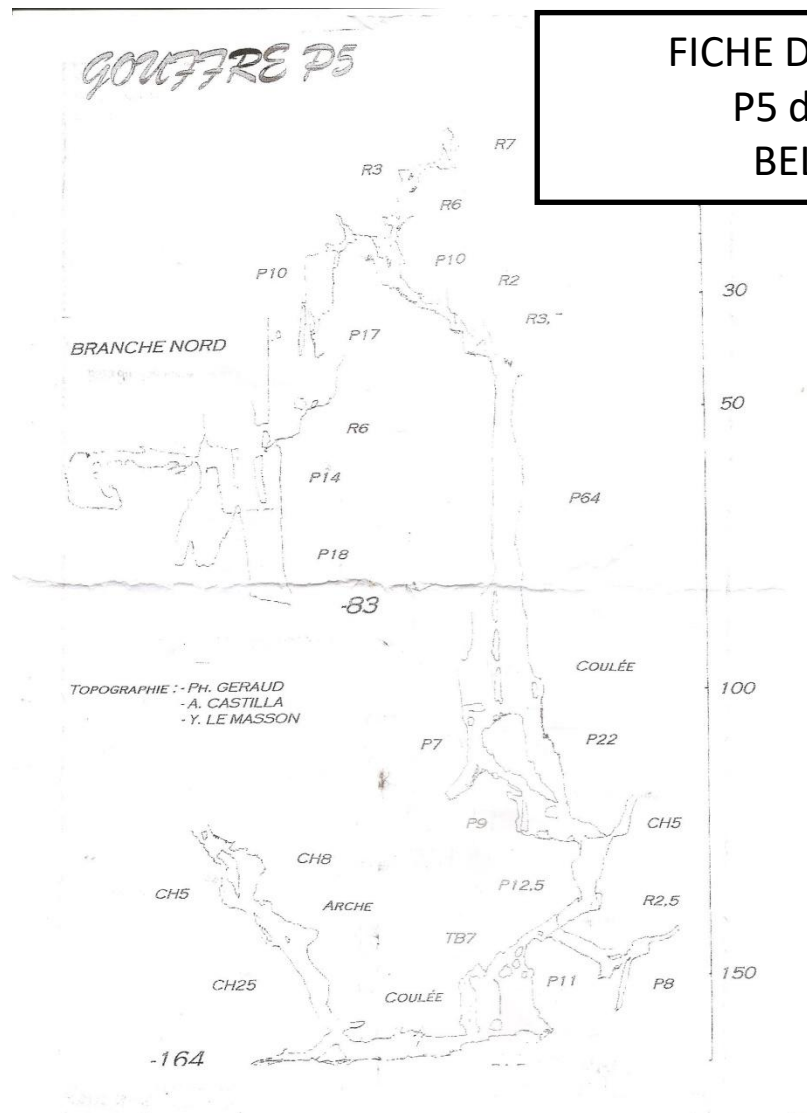 GOUFFRE P5
FICHE D
P5 d
BEL
R7
R3
R6
P10
P10
R2
30
R3,
BRANCHE NORD
P17
50
R6
P14
P64
P18
-83
COULÉE
TOPOGRAPHIE : - PH. GERAUD
- A. CASTILLA
- Y. LE MASSON
100
P7
P22
P9
CH5
CH8
CH5
P12,5
R2,5
ARCHE
TB7
CH25
COULÉE
P11
P8
150
-164